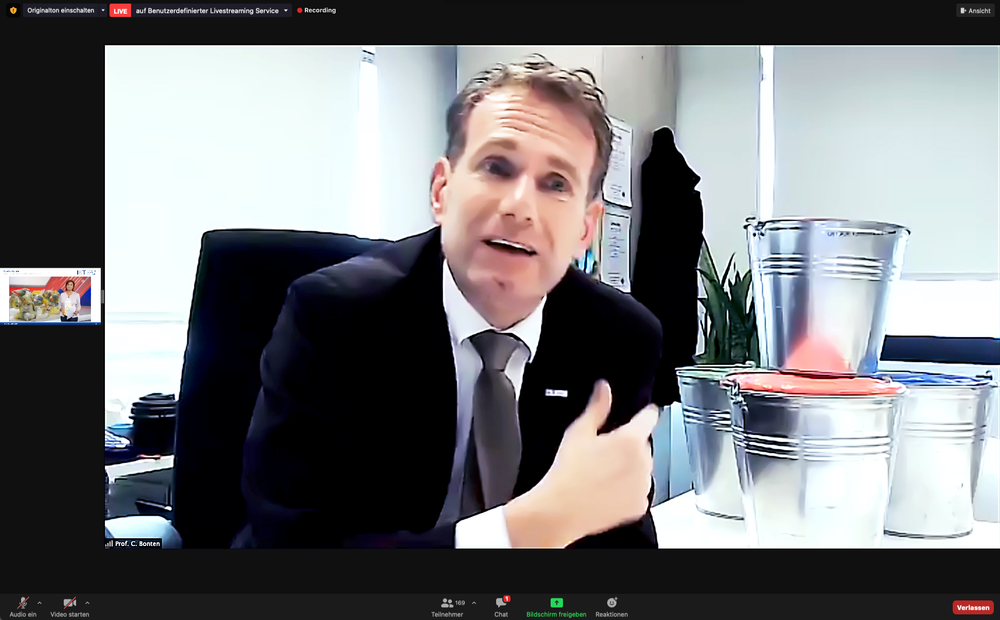 Originalton einschalten
LIVE auf Benutzerdefinierter Livestreaming Service
Recording
Ansicht
IKT
Prof. C. Bonten
Audio ein
Video starten
169
Teilnehmer
1
Chat
Bildschirm freigeben
Reaktionen
Verlassen